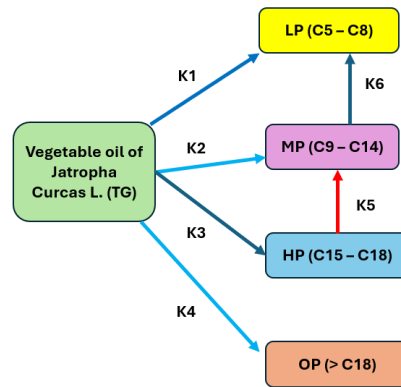 LP (C5 – C8)
K1
K6
Vegetable oil of
Jatropha
Curcas L. (TG)
K2
MP (C9 – C14)
K5
K3
HP (C15 – C18)
K4
OP (> C18)